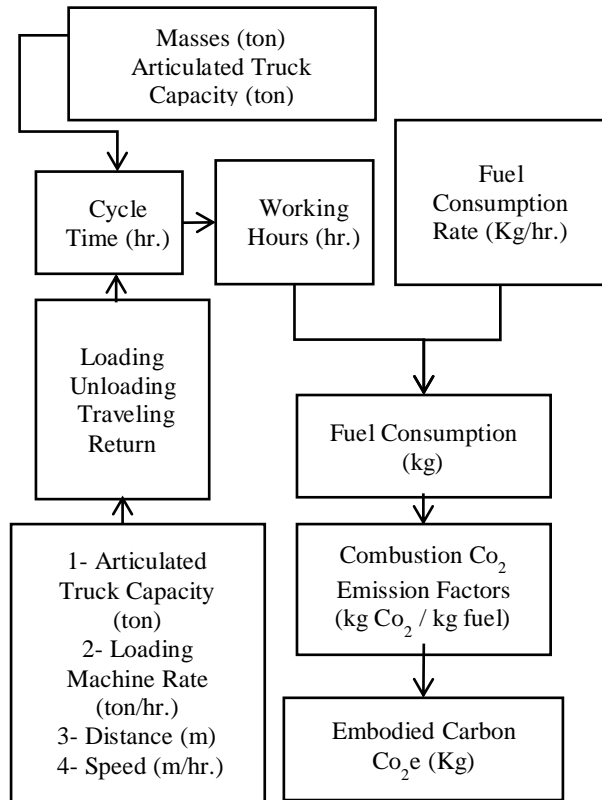 Masses (ton)
Articulated Truck
Capacity (ton)
Cycle
Time (hr.)
Working
Hours (hr.)
Fuel
Consumption
Rate (Kg/hr.)
Loading
Unloading
Traveling
Return
Fuel Consumption
(kg)
1- Articulated
Truck Capacity
(ton)
2- Loading
Machine Rate
(ton/hr.)
3- Distance (m)
4- Speed (m/hr.)
Combustion Co₂
Emission Factors
(kg Co₂ / kg fuel)
Embodied Carbon
Co₂e (Kg)